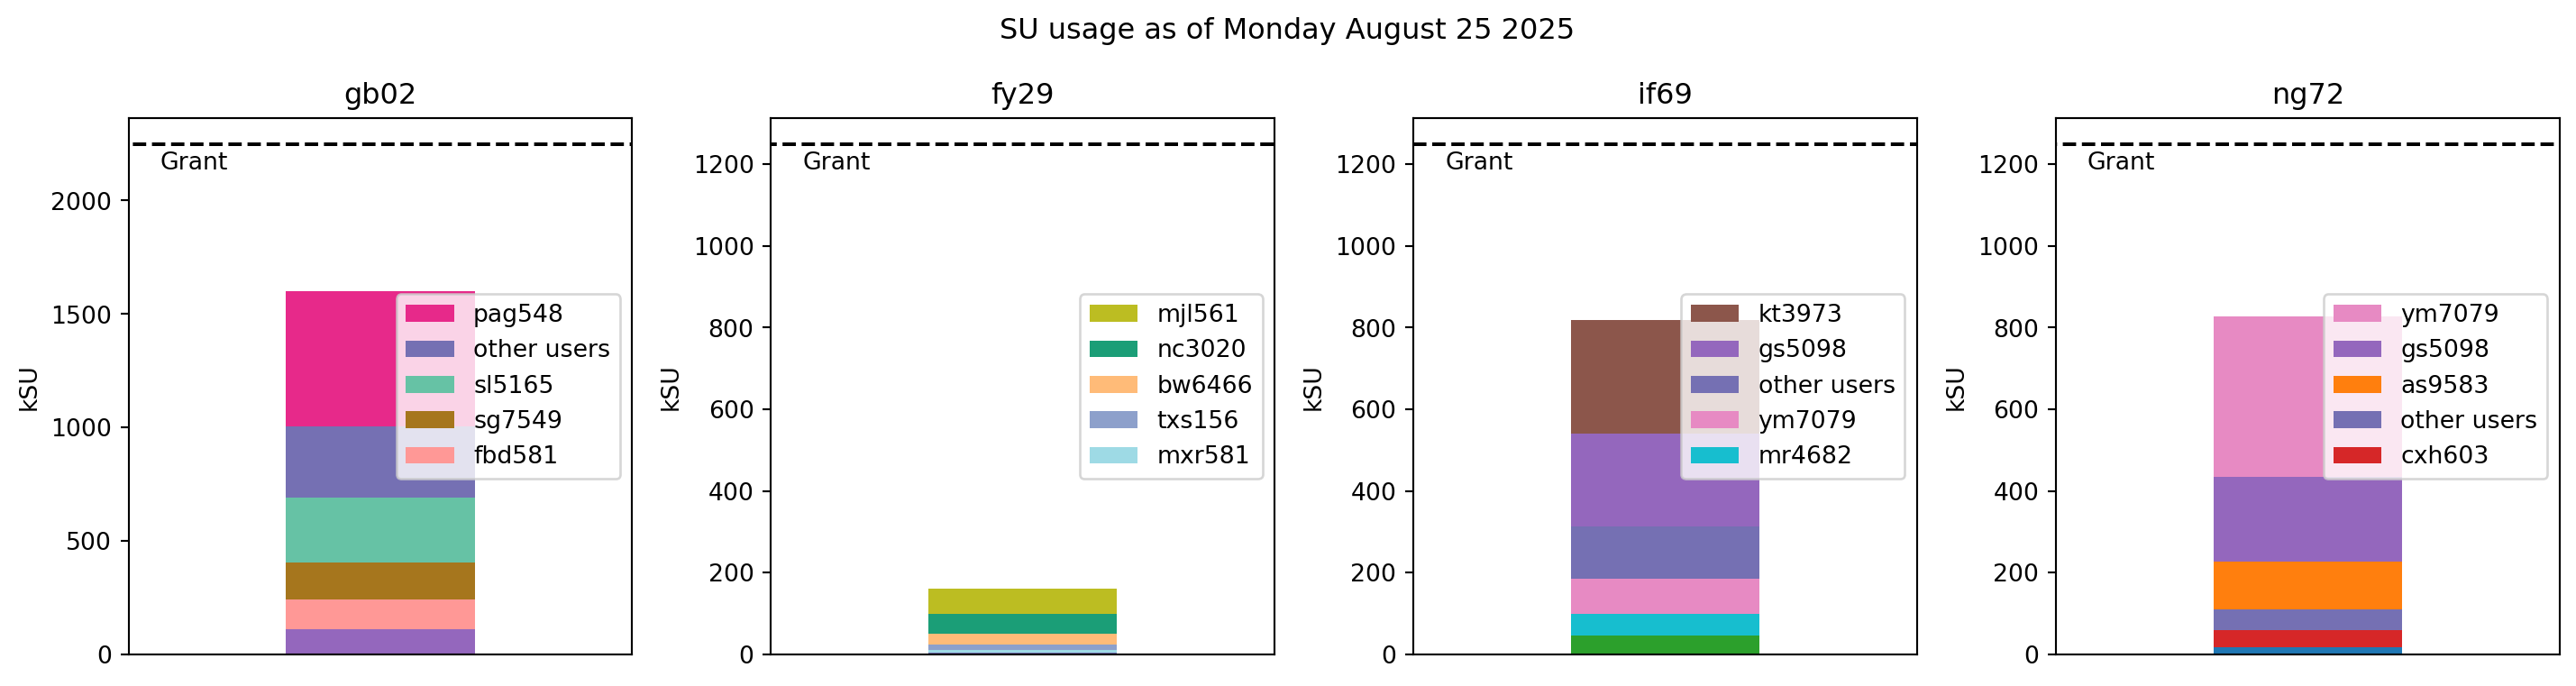 SU usage as of Monday August 25 2025
gb02
kSU
2000
1500
1000
500
0
Grant
pag548
other users
sl5165
sg7549
fbd581
fy29
kSU
1200
1000
800
600
400
200
0
Grant
mjl561
nc3020
bw6466
txs156
mxr581
if69
kSU
1200
1000
800
600
400
200
0
Grant
kt3973
gs5098
other users
ym7079
mr4682
ng72
kSU
1200
1000
800
600
400
200
0
Grant
ym7079
gs5098
as9583
other users
cxh603